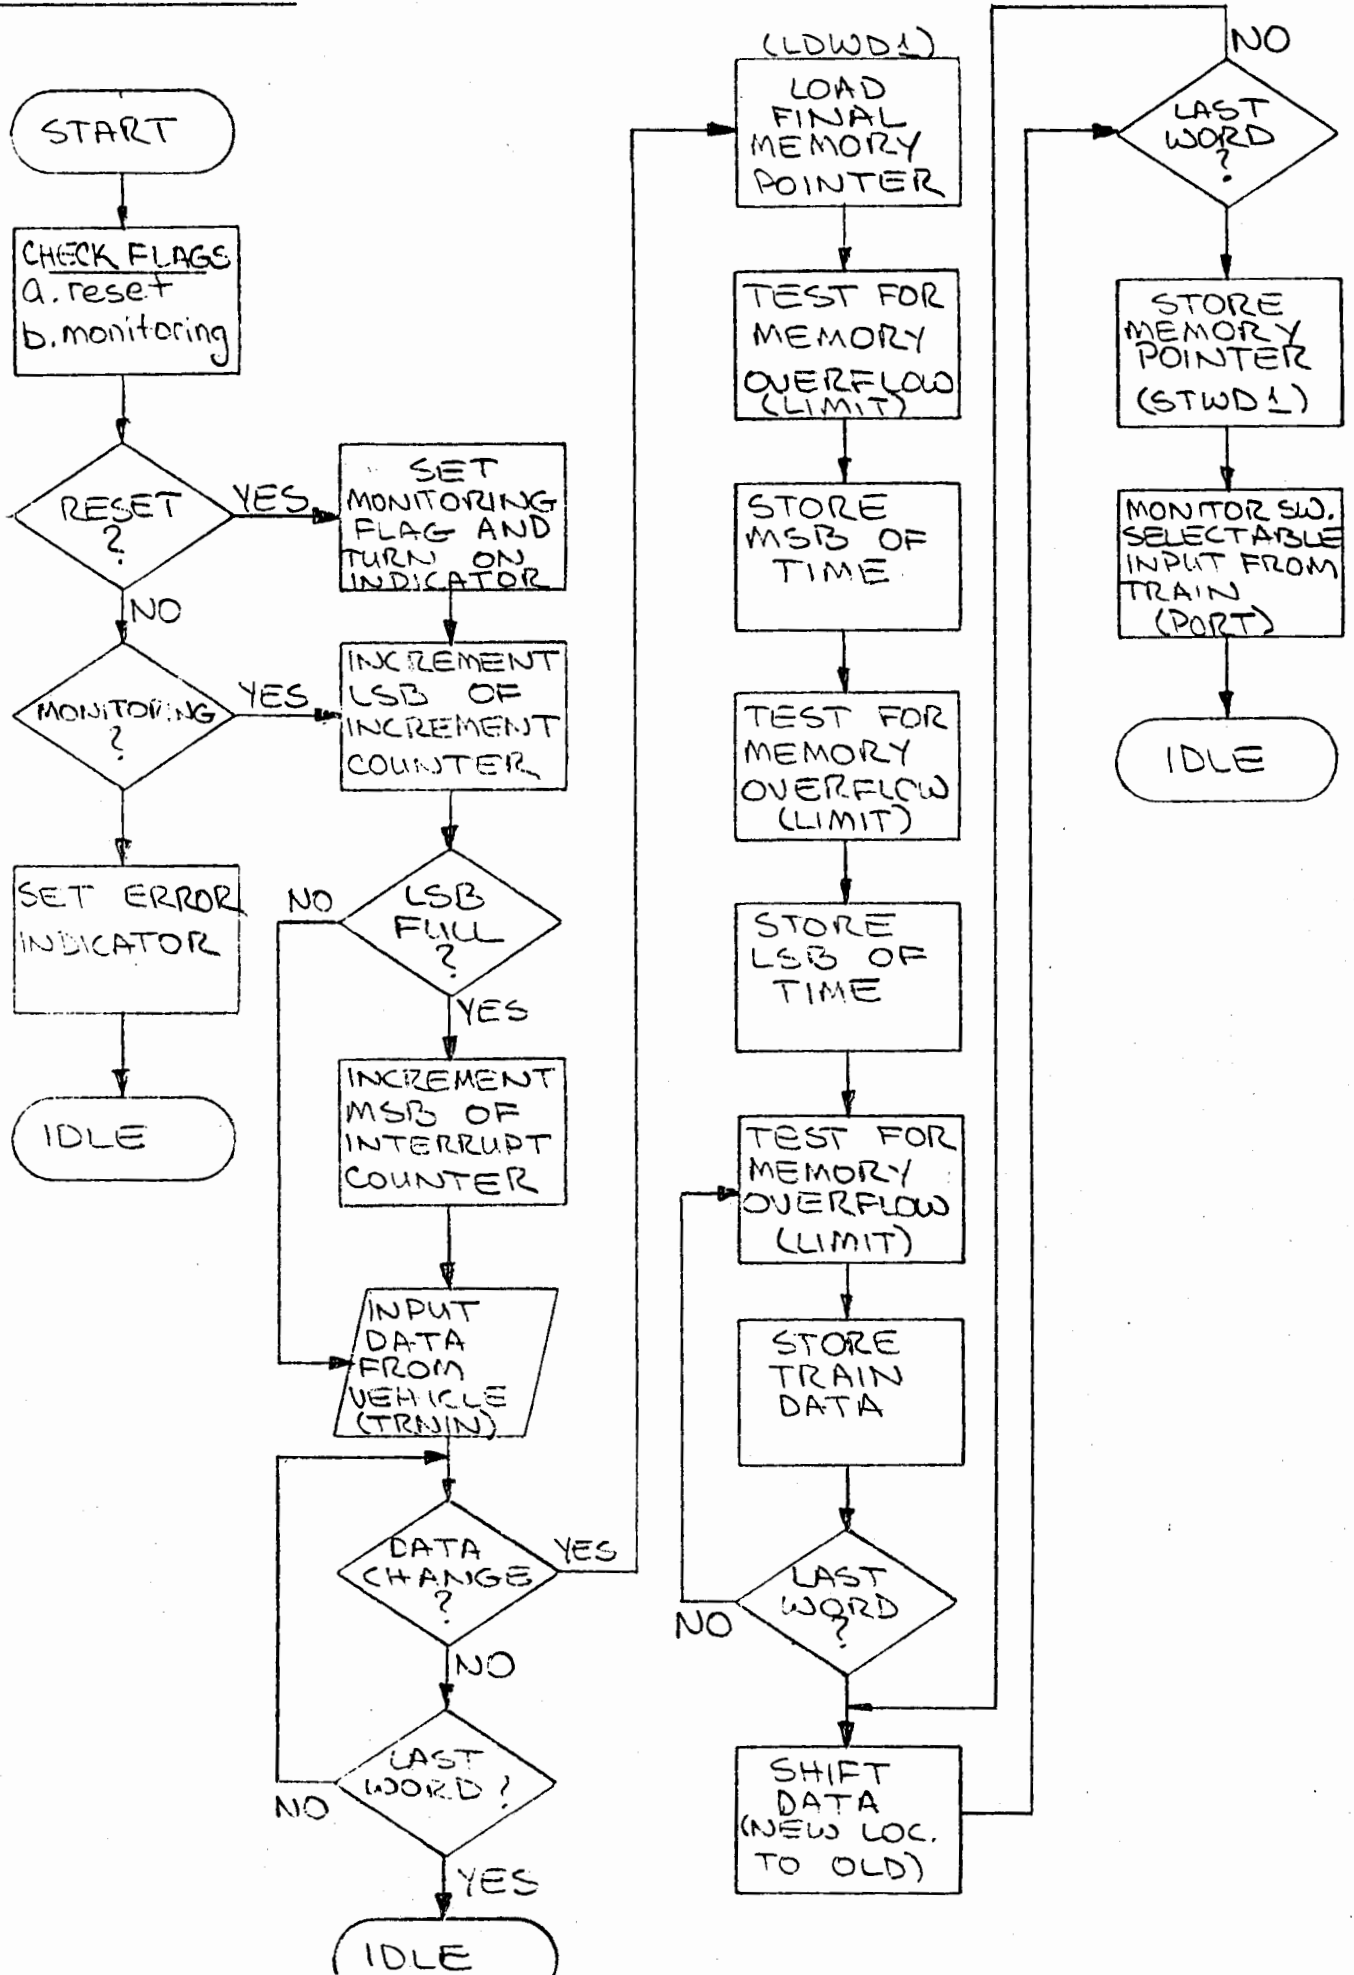 START
CHECK FLAGS
a. reset
b. monitoring
RESET
?
YES
NO
MONITORING
?
YES
SET ERROR
INDICATOR
IDLE
SET
MONITORING
FLAG AND
TURN ON
INDICATOR
INCREMENT
LSB OF
INCREMENT
COUNTER
LSB
FULL
?
NO
YES
INCREMENT
MSB OF
INTERRUPT
COUNTER
INPUT
DATA
FROM
VEHICLE
(TRNIN)
DATA
CHANGE
?
YES
NO
LAST
WORD ?
NO
YES
IDLE
(LDWD1)
LOAD
FINAL
MEMORY
POINTER
TEST FOR
MEMORY
OVERFLOW
(LIMIT)
STORE
MSB OF
TIME
TEST FOR
MEMORY
OVERFLOW
(LIMIT)
STORE
LSB OF
TIME
TEST FOR
MEMORY
OVERFLOW
(LIMIT)
STORE
TRAIN
DATA
LAST
WORD
?
NO
SHIFT
DATA
(NEW LOC.
TO OLD)
NO
LAST
WORD
?
STORE
MEMORY
POINTER
(STWD1)
MONITOR SW.
SELECTABLE
INPUT FROM
TRAIN
(PORT)
IDLE